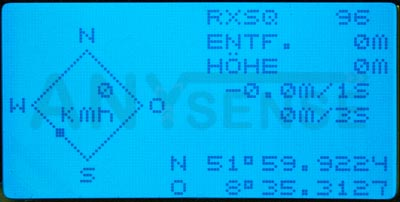 RXSQ 96
N
ENTF. 0m
HÖHE 0m
0
-0.0m/1S
W O
kmh
0m/3S
ANYSENSE
S
N 51°59.9224
O 8°35.3127